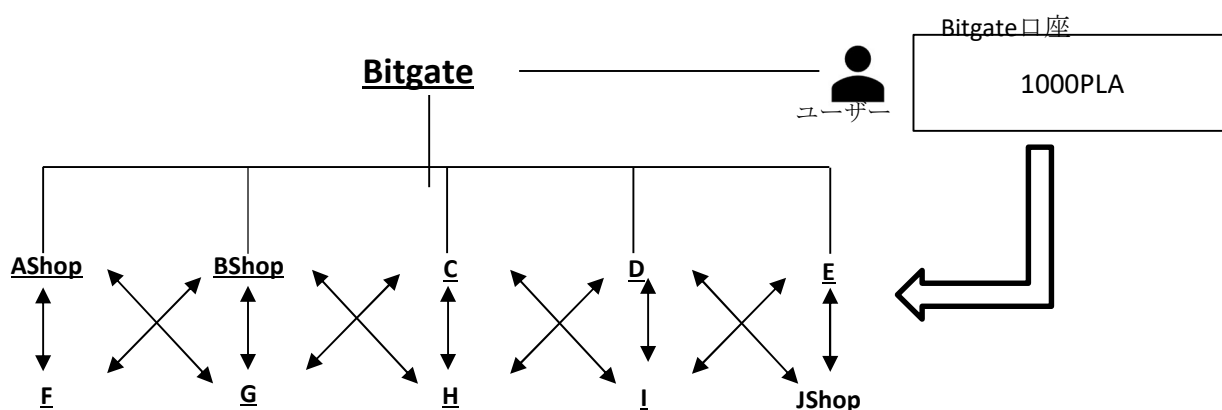 Bitgate口座
Bitgate
1000PLA
ユーザー
AShop
BShop
C
D
E
F
G
H
I
JShop